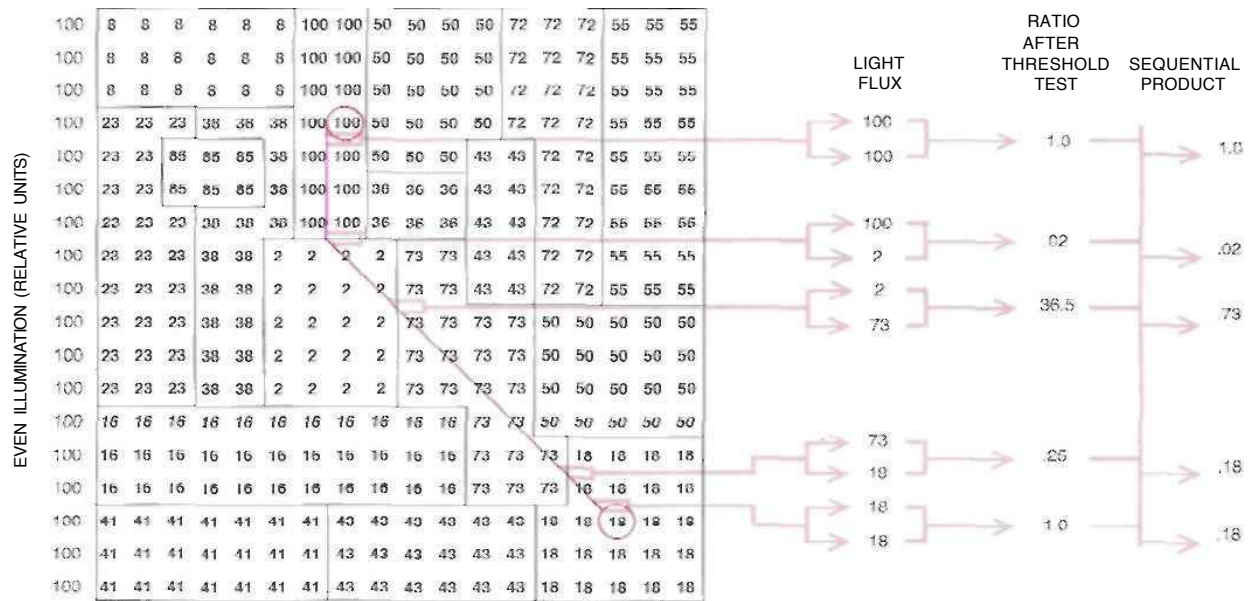 LIGHT FLUX
RATIO AFTER THRESHOLD TEST
SEQUENTIAL PRODUCT
EVEN ILLUMINATION (RELATIVE UNITS)
100 8 8 8 8 8 8 100 100 50 50 50 50 72 72 72 55 55 55
100 8 8 8 8 8 8 100 100 50 50 50 50 72 72 72 55 55 55
100 8 8 8 8 8 8 100 100 50 50 50 50 72 72 72 55 55 55
100 23 23 23 38 38 38 100 100 50 50 50 50 72 72 72 55 55 55
100 23 23 85 85 85 38 100 100 50 50 50 43 43 72 72 55 55 55
100 23 23 85 85 85 38 100 100 36 36 36 43 43 72 72 55 55 55
100 23 23 23 38 38 38 100 100 36 36 36 43 43 72 72 55 55 55
100 23 23 23 38 38 2 2 2 2 73 73 43 43 72 72 55 55 55
100 23 23 23 38 38 2 2 2 2 73 73 43 43 72 72 55 55 55
100 23 23 23 38 38 2 2 2 2 73 73 73 73 50 50 50 50 50
100 23 23 23 38 38 2 2 2 2 73 73 73 73 50 50 50 50 50
100 23 23 23 38 38 2 2 2 2 73 73 73 73 50 50 50 50 50
100 16 16 16 16 16 16 16 16 16 16 16 73 73 50 50 50 50 50
100 16 16 16 16 16 16 16 16 16 16 16 73 73 73 18 18 18 18
100 16 16 16 16 16 16 16 16 16 16 16 73 73 73 18 18 18 18
100 41 41 41 41 41 41 41 43 43 43 43 43 43 18 18 18 18 18
100 41 41 41 41 41 41 41 43 43 43 43 43 43 18 18 18 18 18
100 41 41 41 41 41 41 41 43 43 43 43 43 43 18 18 18 18 18
100
100
1.0
1.0
100
2
.02
.02
2
73
36.5
.73
73
18
.25
.18
18
18
1.0
.18